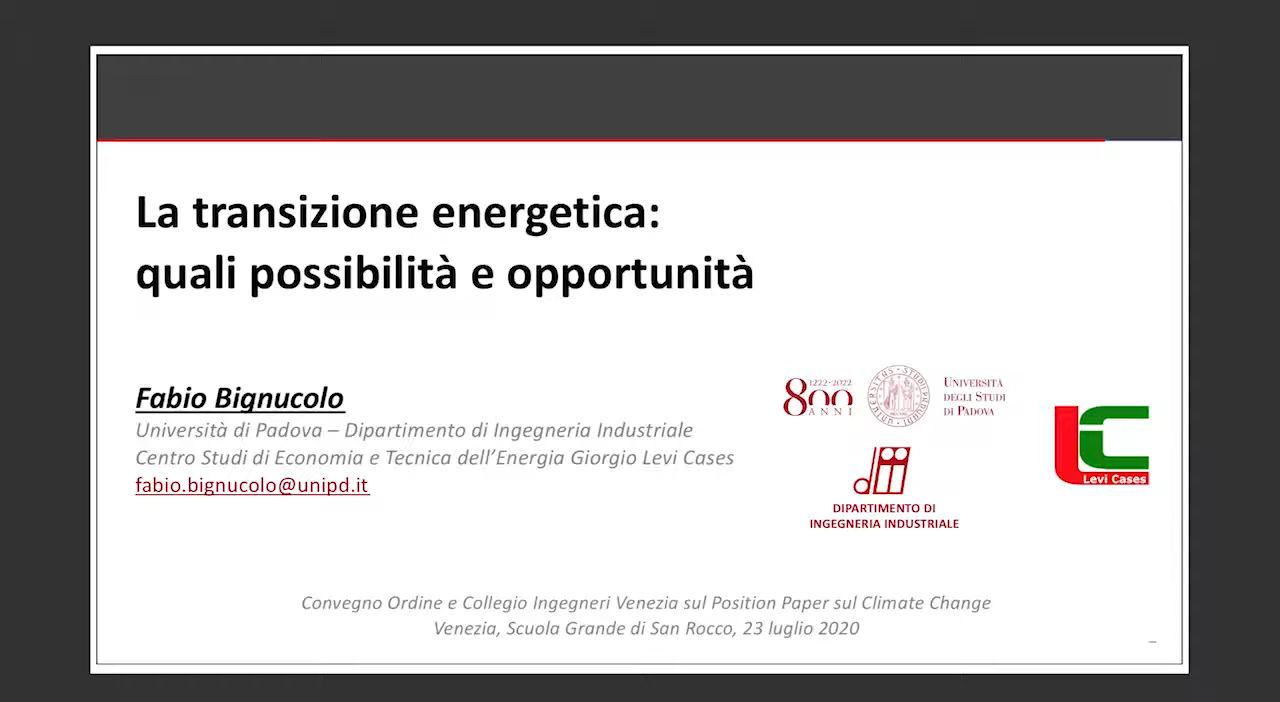 La transizione energetica:
quali possibilità e opportunità
Fabio Bignucolo
Università di Padova – Dipartimento di Ingegneria Industriale
Centro Studi di Economia e Tecnica dell’Energia Giorgio Levi Cases
fabio.bignucolo@unipd.it
1222·2022
800
ANNI
UNIVERSITÀ
DEGLI STUDI
DI PADOVA
DIPARTIMENTO DI
INGEGNERIA INDUSTRIALE
LC
Levi Cases
Convegno Ordine e Collegio Ingegneri Venezia sul Position Paper sul Climate Change
Venezia, Scuola Grande di San Rocco, 23 luglio 2020